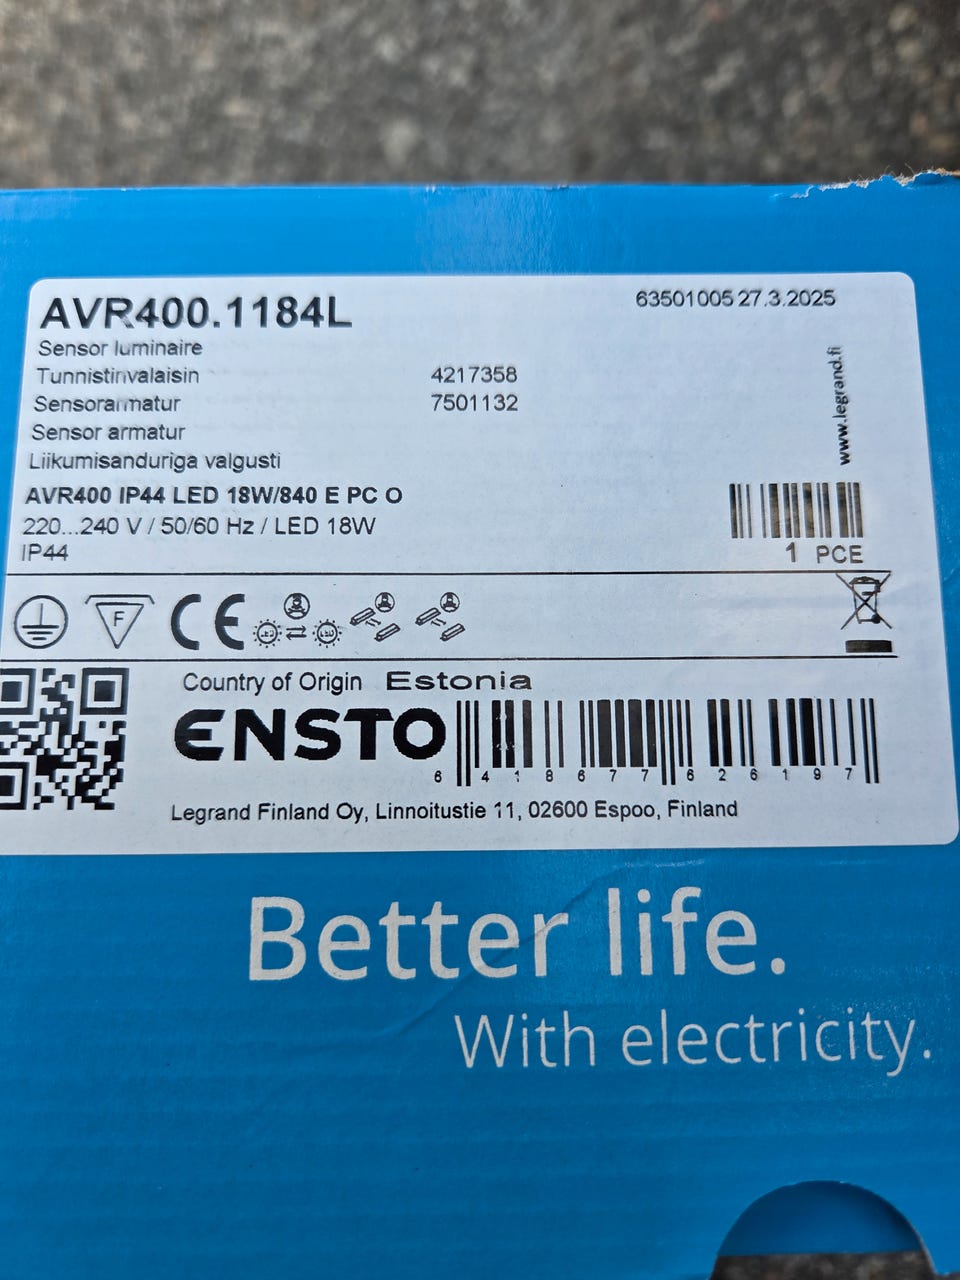 AVR400.1184L
63501005 27.3.2025
Sensor luminaire
Tunnistinvalaisin 4217358
Sensorarmatur 7501132
Sensor armatur
Liikumisanduriga valgusti
www.legrand.fi
AVR400 IP44 LED 18W/840 E PC O
220...240 V / 50/60 Hz / LED 18W
IP44
1 PCE
F CE
Country of Origin Estonia
ENSTO
6 418677 626197
Legrand Finland Oy, Linnoitustie 11, 02600 Espoo, Finland
Better life.
With electricity.